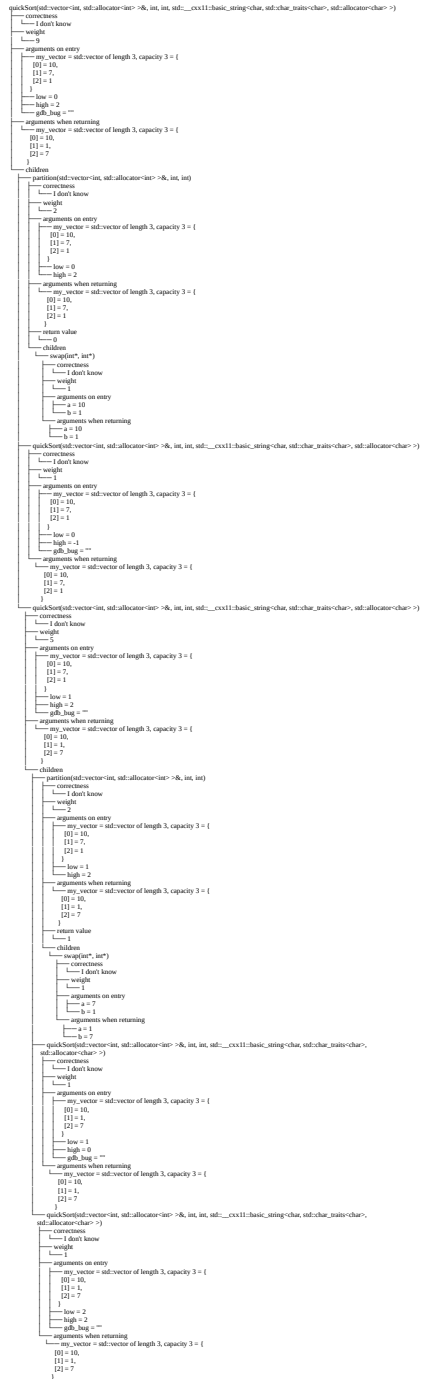 quickSort(std::vector<int, std::allocator<int> >&, int, int, std::__cxx11::basic_string<char, std::char_traits<char>, std::allocator<char> >)
correctness
I don't know
weight
9
arguments on entry
my_vector = std::vector of length 3, capacity 3 = {
[0] = 10,
[1] = 7,
[2] = 1
}
low = 0
high = 2
gdb_bug = ""
arguments when returning
my_vector = std::vector of length 3, capacity 3 = {
[0] = 10,
[1] = 1,
[2] = 7
}
children
partition(std::vector<int, std::allocator<int> >&, int, int)
correctness
I don't know
weight
2
arguments on entry
my_vector = std::vector of length 3, capacity 3 = {
[0] = 10,
[1] = 7,
[2] = 1
}
low = 0
high = 2
arguments when returning
my_vector = std::vector of length 3, capacity 3 = {
[0] = 10,
[1] = 7,
[2] = 1
}
return value
0
children
swap(int*, int*)
correctness
I don't know
weight
1
arguments on entry
a = 10
b = 1
arguments when returning
a = 10
b = 1
quickSort(std::vector<int, std::allocator<int> >&, int, int, std::__cxx11::basic_string<char, std::char_traits<char>, std::allocator<char> >)
correctness
I don't know
weight
1
arguments on entry
my_vector = std::vector of length 3, capacity 3 = {
[0] = 10,
[1] = 7,
[2] = 1
}
low = 0
high = -1
gdb_bug = ""
arguments when returning
my_vector = std::vector of length 3, capacity 3 = {
[0] = 10,
[1] = 7,
[2] = 1
}
quickSort(std::vector<int, std::allocator<int> >&, int, int, std::__cxx11::basic_string<char, std::char_traits<char>, std::allocator<char> >)
correctness
I don't know
weight
5
arguments on entry
my_vector = std::vector of length 3, capacity 3 = {
[0] = 10,
[1] = 7,
[2] = 1
}
low = 1
high = 2
gdb_bug = ""
arguments when returning
my_vector = std::vector of length 3, capacity 3 = {
[0] = 10,
[1] = 1,
[2] = 7
}
children
partition(std::vector<int, std::allocator<int> >&, int, int)
correctness
I don't know
weight
2
arguments on entry
my_vector = std::vector of length 3, capacity 3 = {
[0] = 10,
[1] = 7,
[2] = 1
}
low = 1
high = 2
arguments when returning
my_vector = std::vector of length 3, capacity 3 = {
[0] = 10,
[1] = 1,
[2] = 7
}
return value
1
children
swap(int*, int*)
correctness
I don't know
weight
1
arguments on entry
a = 7
b = 1
arguments when returning
a = 1
b = 7
quickSort(std::vector<int, std::allocator<int> >&, int, int, std::__cxx11::basic_string<char, std::char_traits<char>,
std::allocator<char> >)
correctness
I don't know
weight
1
arguments on entry
my_vector = std::vector of length 3, capacity 3 = {
[0] = 10,
[1] = 1,
[2] = 7
}
low = 1
high = 0
gdb_bug = ""
arguments when returning
my_vector = std::vector of length 3, capacity 3 = {
[0] = 10,
[1] = 1,
[2] = 7
}
quickSort(std::vector<int, std::allocator<int> >&, int, int, std::__cxx11::basic_string<char, std::char_traits<char>,
std::allocator<char> >)
correctness
I don't know
weight
1
arguments on entry
my_vector = std::vector of length 3, capacity 3 = {
[0] = 10,
[1] = 1,
[2] = 7
}
low = 2
high = 2
gdb_bug = ""
arguments when returning
my_vector = std::vector of length 3, capacity 3 = {
[0] = 10,
[1] = 1,
[2] = 7
}